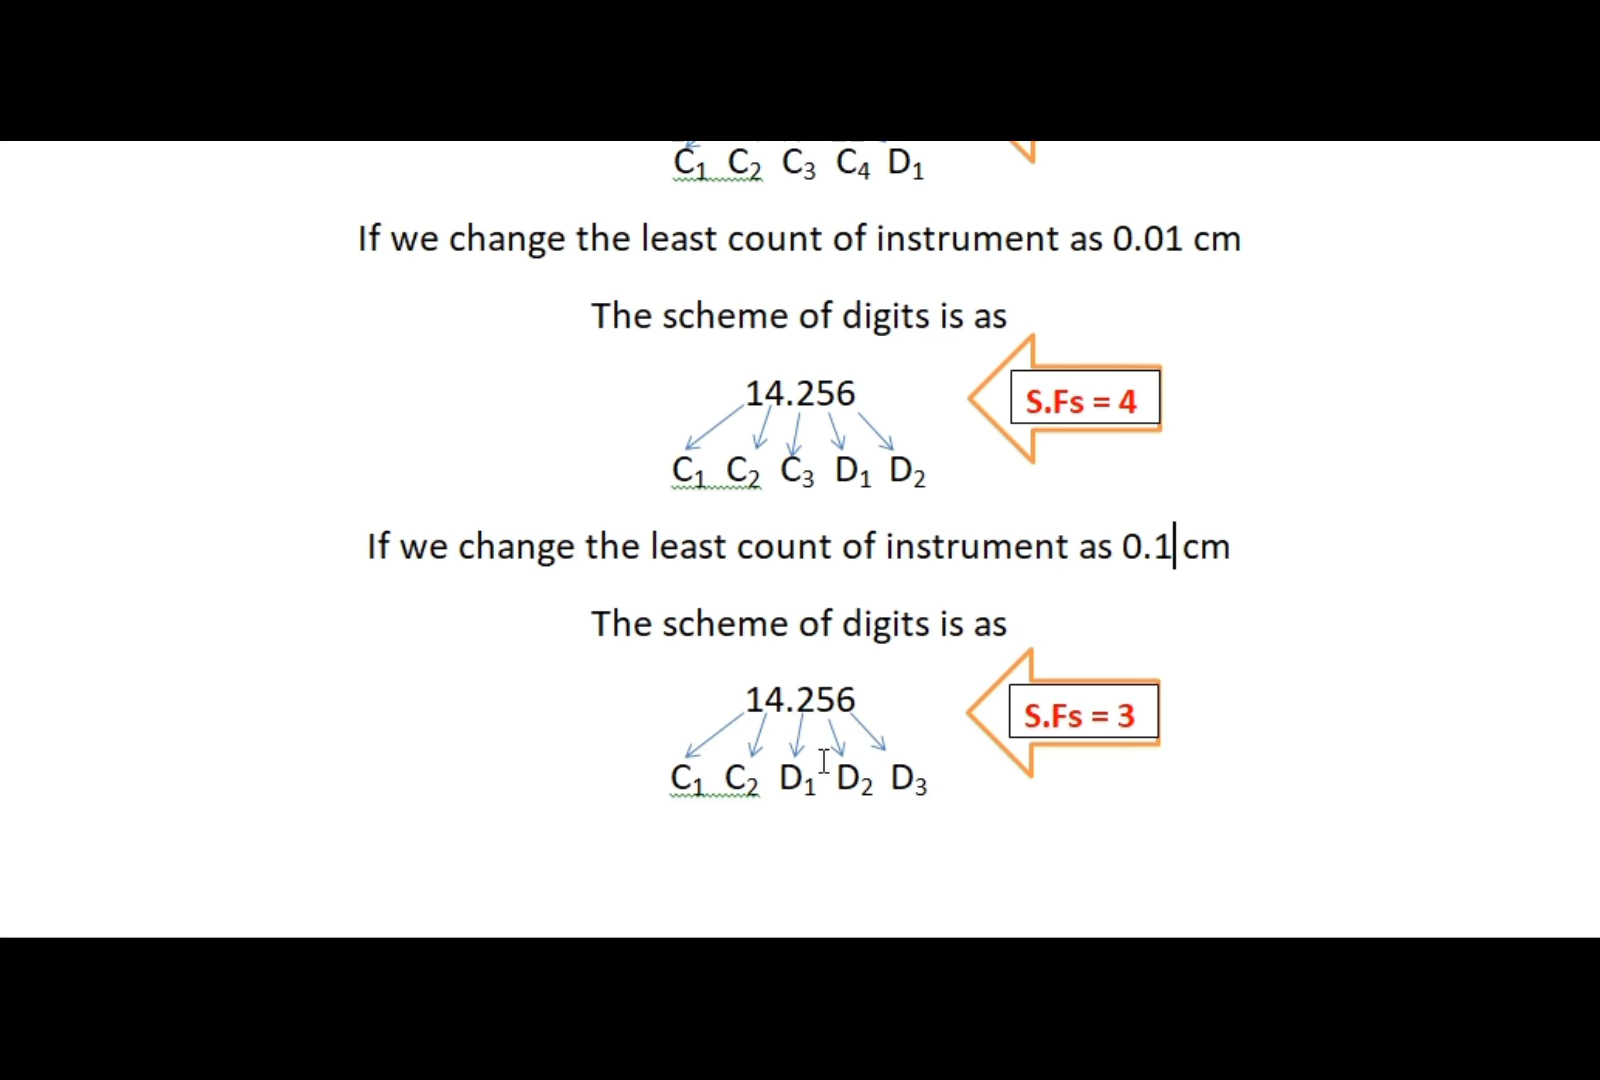 C₁ C₂ C₃ C₄ D₁
If we change the least count of instrument as 0.01 cm
The scheme of digits is as
14.256
S.Fs = 4
C₁ C₂ C₃ D₁ D₂
If we change the least count of instrument as 0.1 cm
The scheme of digits is as
14.256
S.Fs = 3
C₁ C₂ D₁ D₂ D₃